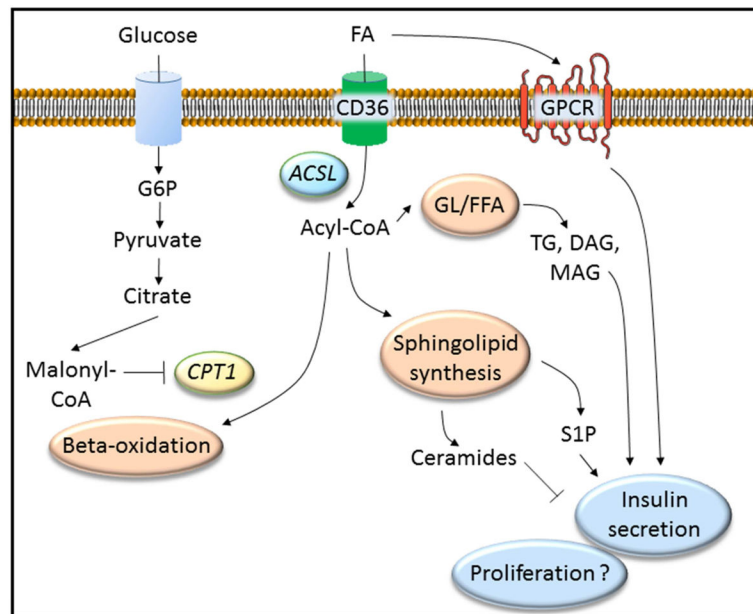 Glucose
FA
CD36
GPCR
ACSL
G6P
Acyl-CoA
GL/FFA
Pyruvate
TG, DAG,
MAG
Citrate
Malonyl-
CoA
CPT1
Sphingolipid
synthesis
Beta-oxidation
S1P
Ceramides
Insulin
secretion
Proliferation ?